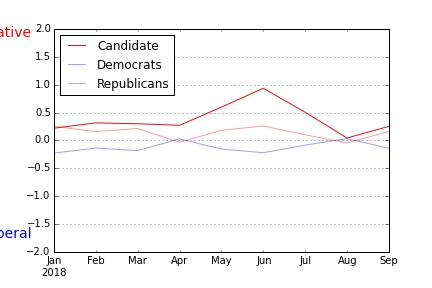 ative
2.0
1.5
1.0
0.5
0.0
−0.5
−1.0
−1.5
−2.0
peral
Candidate
Democrats
Republicans
Jan Feb Mar Apr May Jun Jul Aug Sep
2018